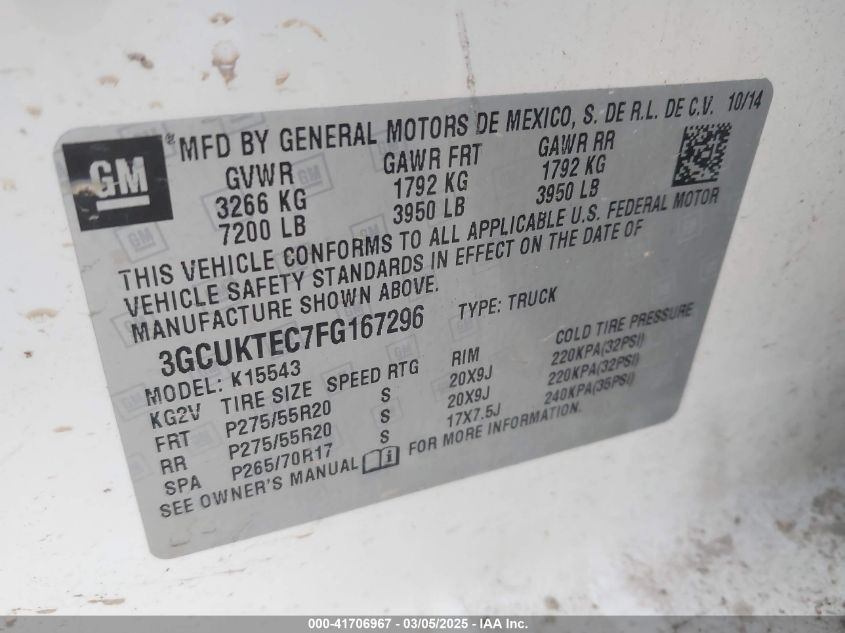 GM
® MFD BY GENERAL MOTORS DE MEXICO, S. DE R.L. DE C.V. 10/14
GVWR GAWR FRT GAWR RR
3266 KG 1792 KG 1792 KG
7200 LB 3950 LB 3950 LB
THIS VEHICLE CONFORMS TO ALL APPLICABLE U.S. FEDERAL MOTOR
VEHICLE SAFETY STANDARDS IN EFFECT ON THE DATE OF
MANUFACTURE SHOWN ABOVE.
3GCUKTEC7FG167296 TYPE: TRUCK
MODEL: K15543
KG2V TIRE SIZE SPEED RTG RIM COLD TIRE PRESSURE
FRT P275/55R20 S 20X9J 220KPA(32PSI)
RR P275/55R20 S 20X9J 220KPA(32PSI)
SPA P265/70R17 S 17X7.5J 240KPA(35PSI)
SEE OWNER'S MANUAL i FOR MORE INFORMATION.
000-41706967 - 03/05/2025 - IAA Inc.